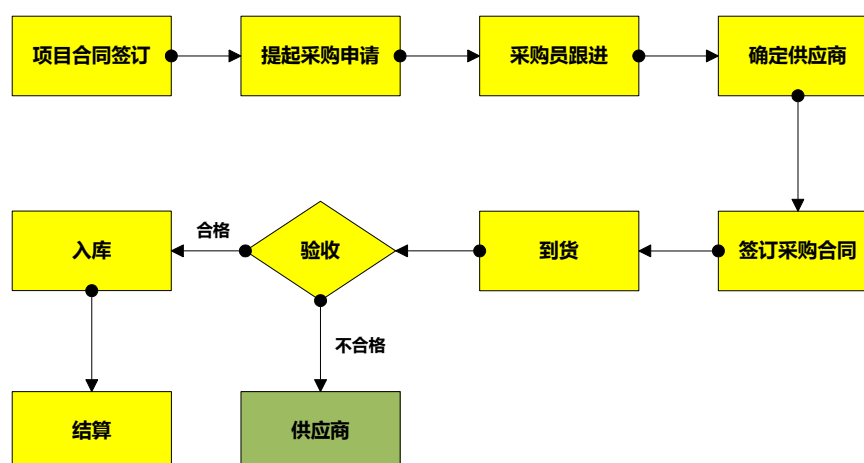 项目合同签订
提起采购申请
采购员跟进
确定供应商
入库
合格
验收
到货
签订采购合同
不合格
结算
供应商